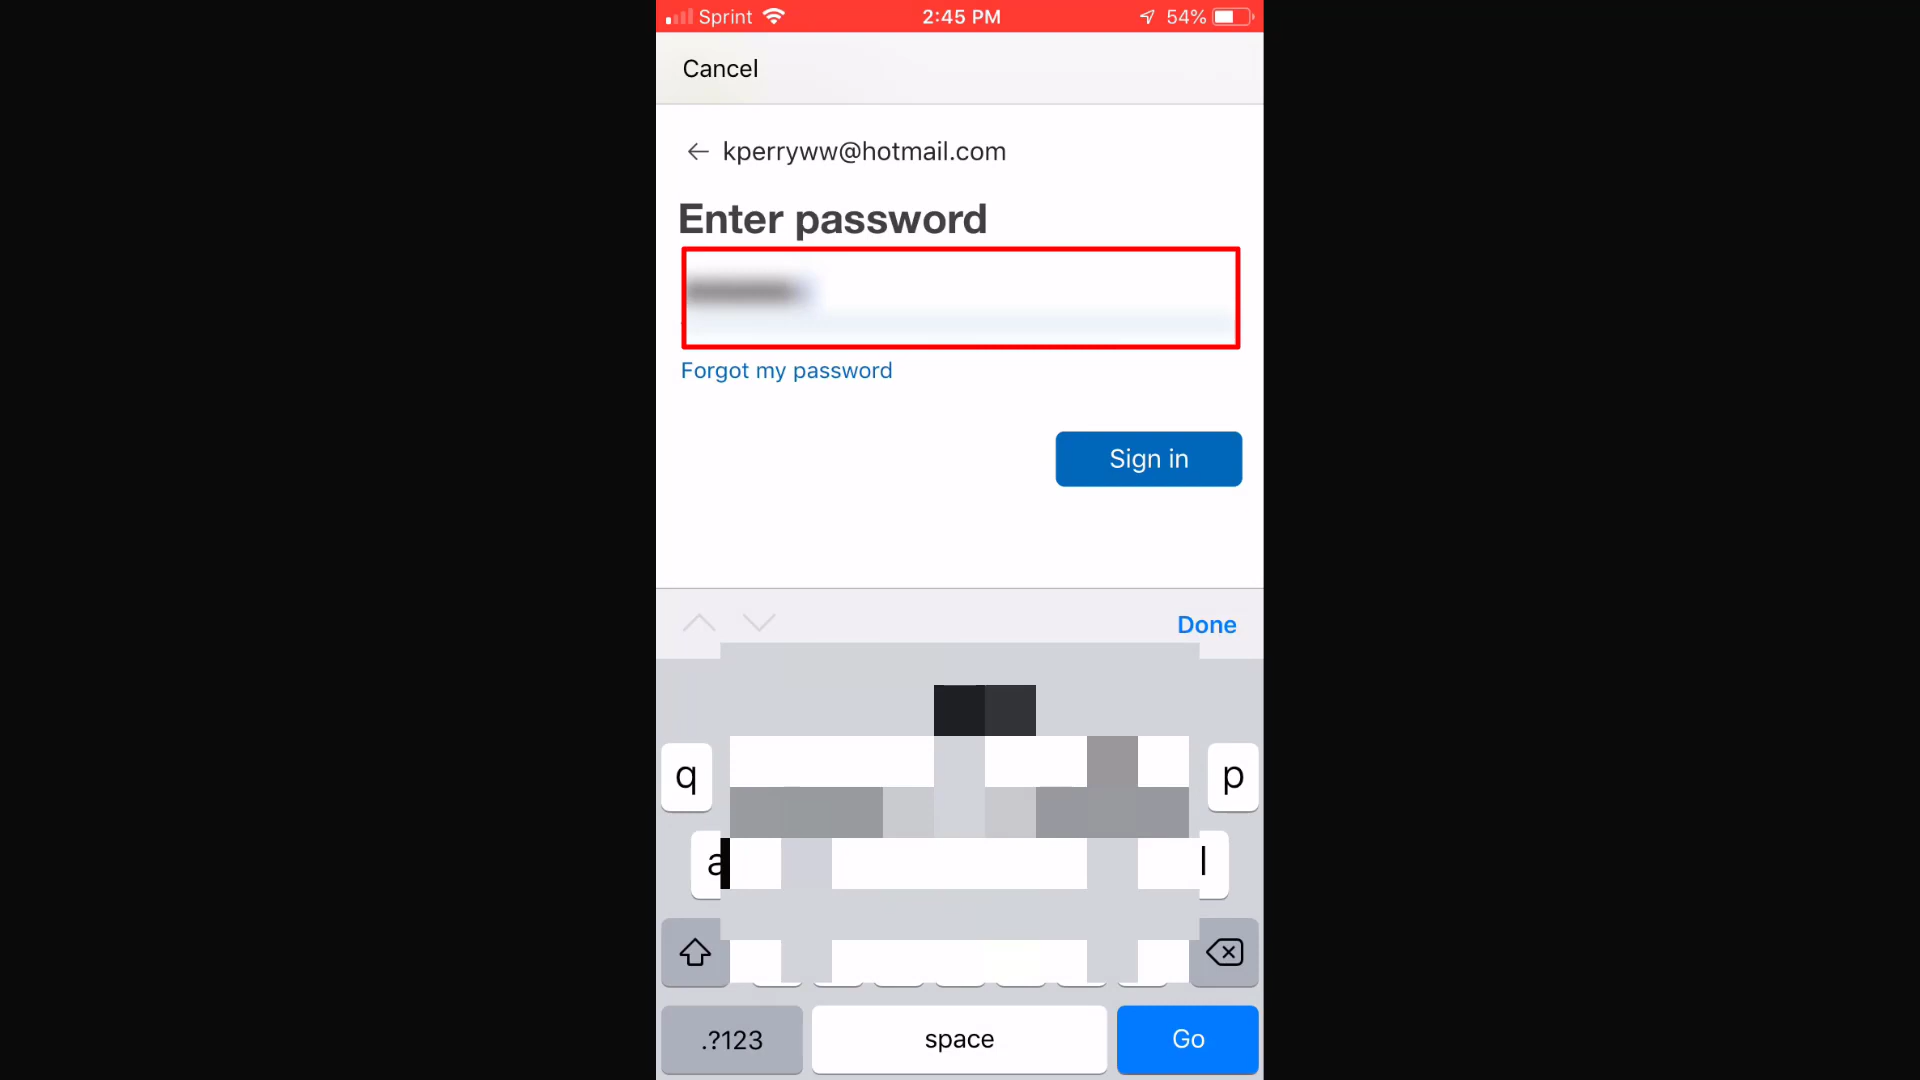 Sprint 2:45 PM 54%
Cancel
← kperryww@hotmail.com
Enter password
Forgot my password
Sign in
Done
q p
a l
.?123 space Go